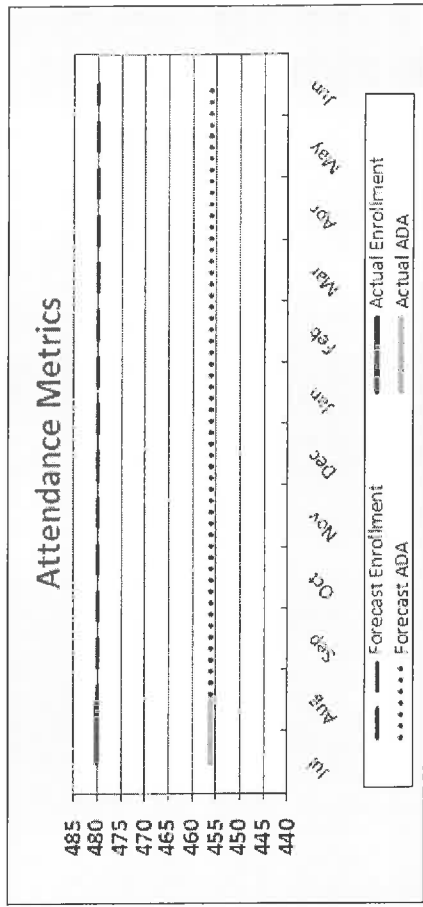 Attendance Metrics
485
480
475
470
465
460
455
450
445
440
Jul
Aug
Sep
Oct
Nov
Dec
Jan
Feb
Mar
Apr
May
Jun
Forecast Enrollment
Actual Enrollment
Forecast ADA
Actual ADA